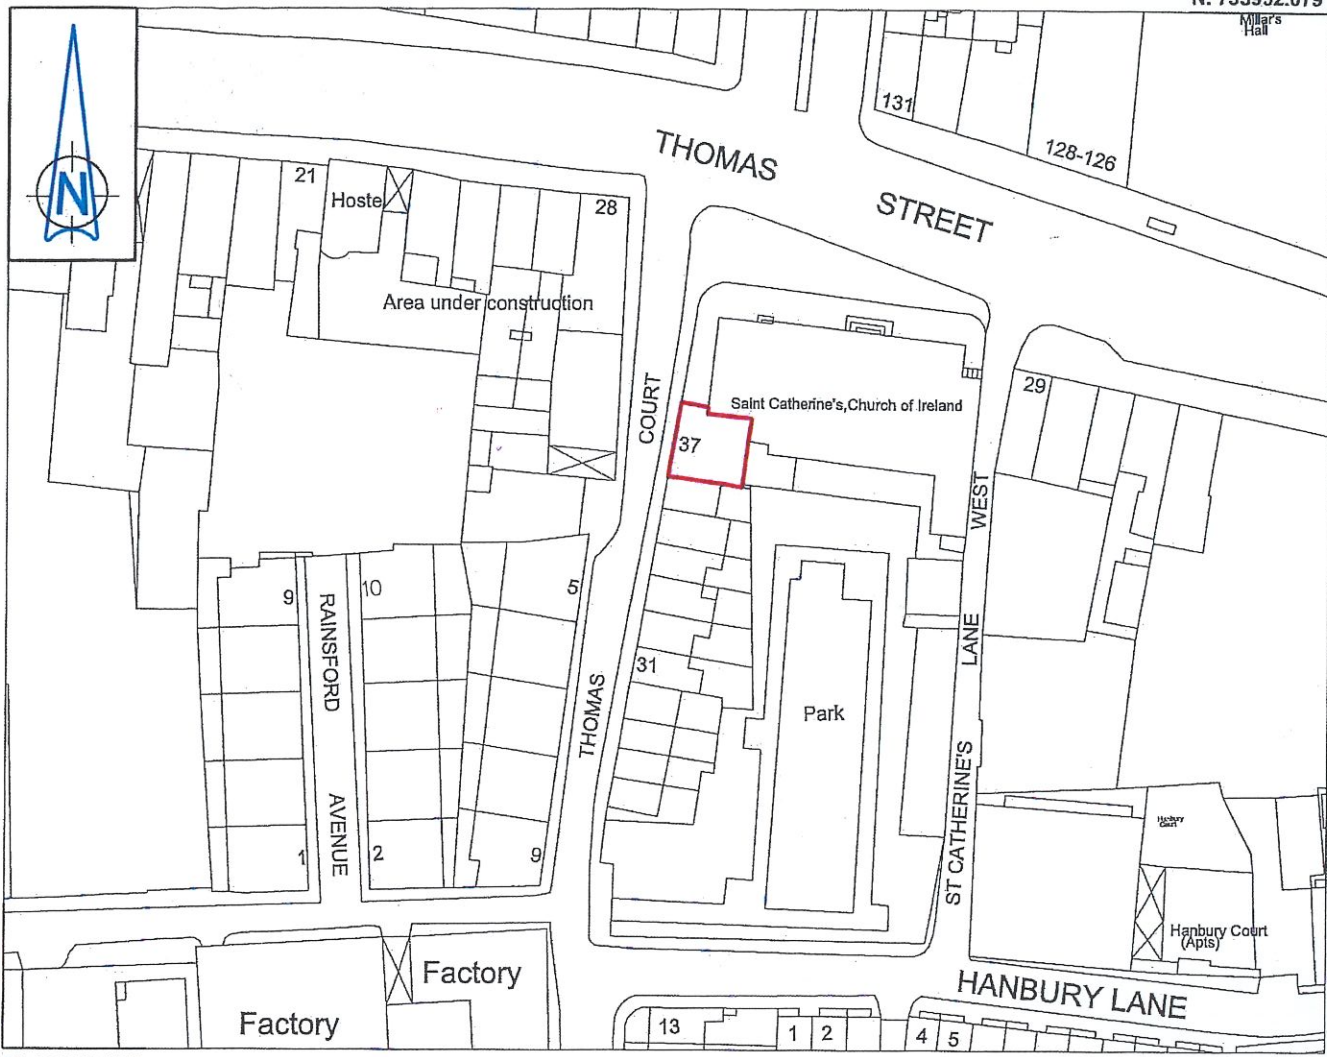 N: 733992.079
Millar's
Hall
131
128-126
THOMAS
STREET
N
21
Hoste
28
Area under construction
COURT
Saint Catherine's,Church of Ireland
37
29
WEST
9
RAINSFORD
10
5
LANE
31
THOMAS
Park
ST CATHERINE'S
AVENUE
1
2
9
Hanbury
Court
Hanbury Court
(Apts)
Factory
Factory
HANBURY LANE
13
1
2
4
5